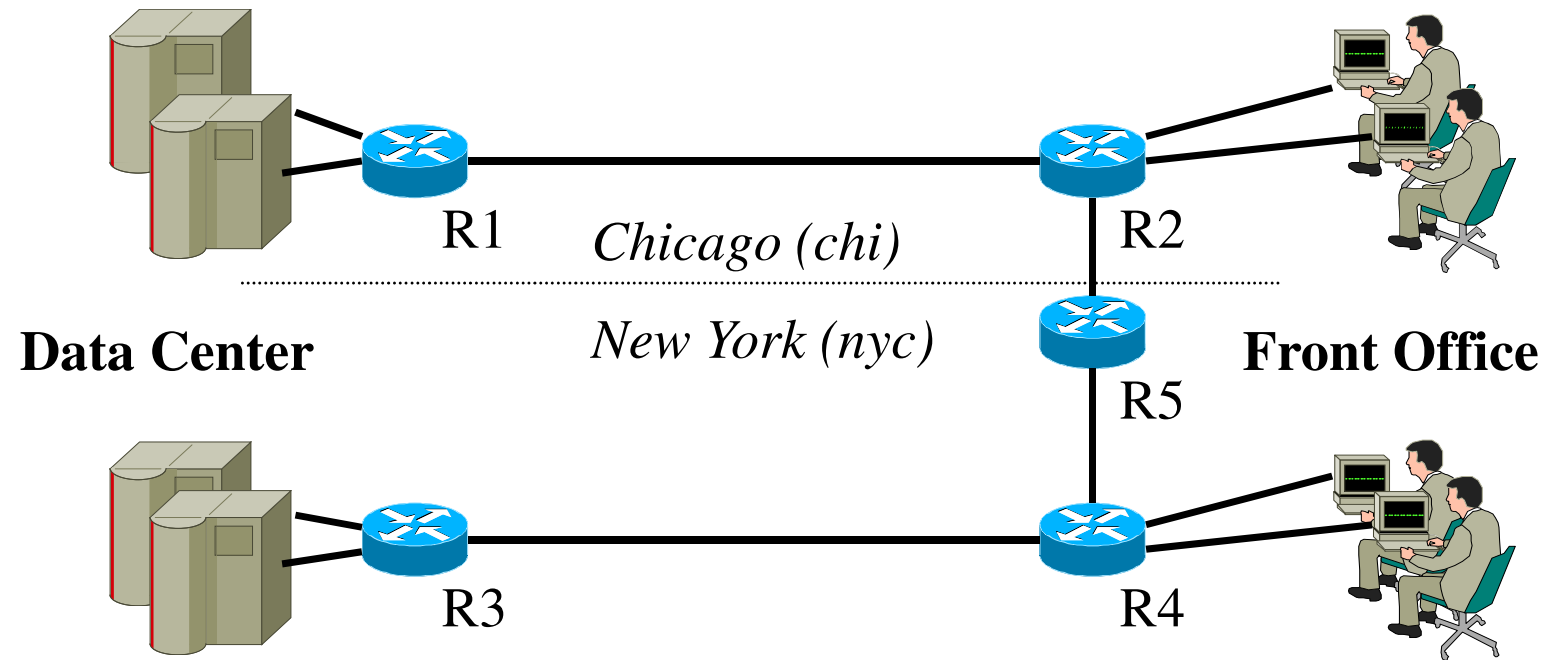 R1
R2
Chicago (chi)
Data Center
New York (nyc)
Front Office
R5
R3
R4